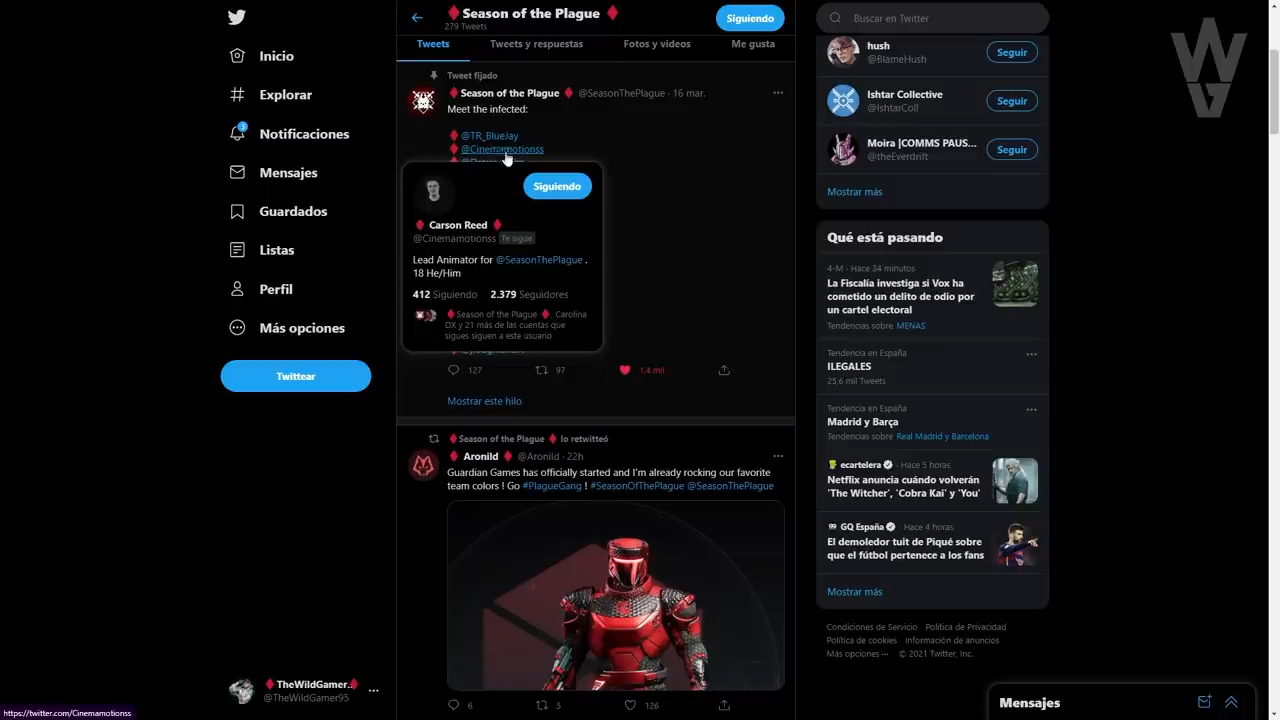 Inicio
Explorar
3
Notificaciones
Mensajes
Guardados
Listas
Perfil
Más opciones
Twittear
TheWildGamer..
@TheWildGamer95
https://twitter.com/Cinemamotionss
Season of the Plague
279 Tweets
Siguiendo
Tweets
Tweets y respuestas
Fotos y videos
Me gusta
Tweet fijado
Season of the Plague @SeasonThePlague · 16 mar.
Meet the infected:
@TR_BlueJay
@Cinemamotionss
Siguiendo
Carson Reed
@Cinemamotionss Te sigue
Lead Animator for @SeasonThePlague .
18 He/Him
412 Siguiendo 2.379 Seguidores
Season of the Plague , Carolina
DX y 21 más de las cuentas que
sigues siguen a este usuario
127 97 1,4 mil
Mostrar este hilo
Season of the Plague lo retwitteó
Aronild @Aronild · 22h
Guardian Games has officially started and I'm already rocking our favorite
team colors ! Go #PlagueGang ! #SeasonOfThePlague @SeasonThePlague
6 5 126
Buscar en Twitter
hush
@BlameHush
Seguir
Ishtar Collective
@IshtarColl
Seguir
Moira |COMMS PAUS...
@theEverdrift
Seguir
Mostrar más
Qué está pasando
4-M · Hace 34 minutos
La Fiscalía investiga si Vox ha
cometido un delito de odio por
un cartel electoral
Tendencias sobre MENAS
Tendencia en España
ILEGALES
25,6 mil Tweets
Tendencia en España
Madrid y Barça
Tendencias sobre Real Madrid y Barcelona
ecartelera · Hace 5 horas
Netflix anuncia cuándo volverán
'The Witcher', 'Cobra Kai' y 'You'
GQ España · Hace 4 horas
El demoledor tuit de Piqué sobre
que el fútbol pertenece a los fans
Mostrar más
Condiciones de Servicio Política de Privacidad
Política de cookies Información de anuncios
Más opciones ··· © 2021 Twitter, Inc.
Mensajes
WG